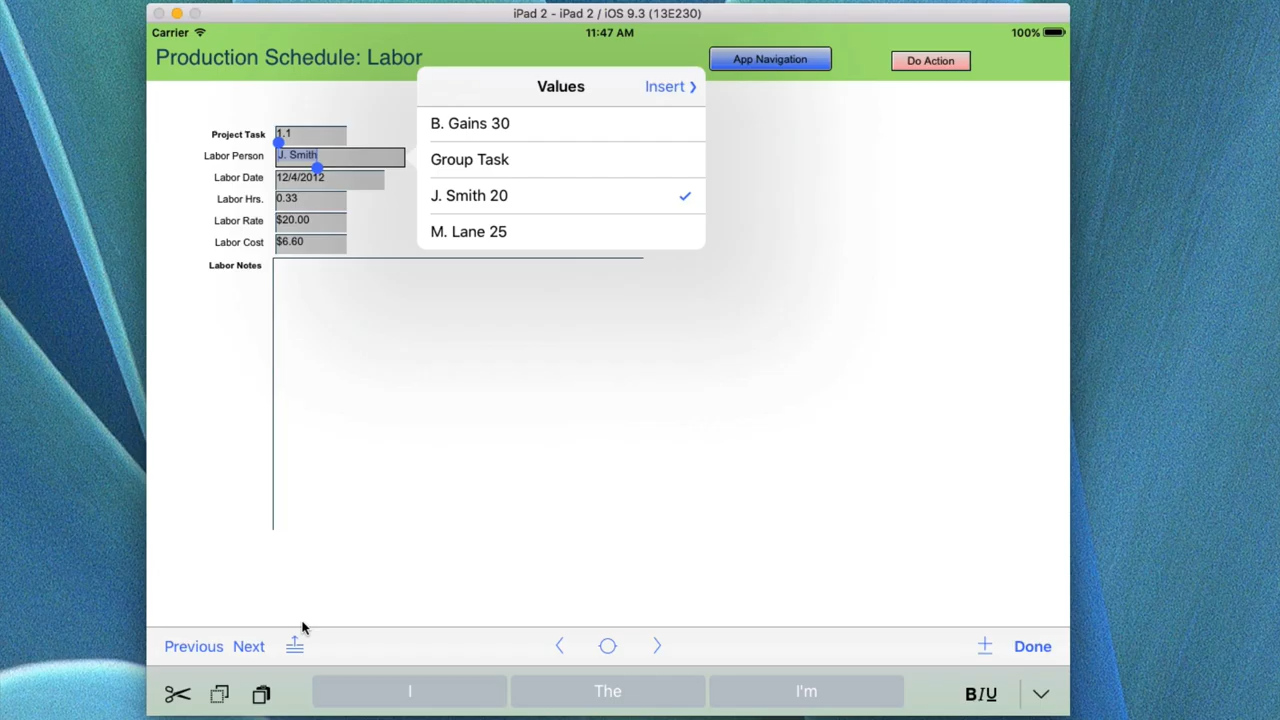 iPad 2 - iPad 2 / iOS 9.3 (13E230)
Carrier 11:47 AM 100%
Production Schedule: Labor
App Navigation
Do Action
Values Insert ❯
B. Gains 30
Group Task
J. Smith 20
M. Lane 25
Project Task 1.1
Labor Person J. Smith
Labor Date 12/4/2012
Labor Hrs. 0.33
Labor Rate $20.00
Labor Cost $6.60
Labor Notes
Previous Next Done
I The I'm BIU